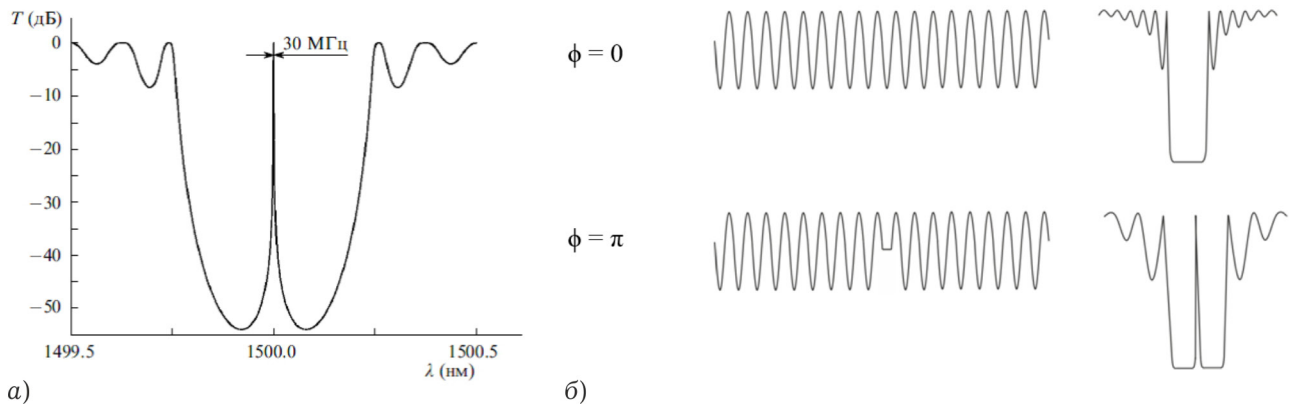 T (дБ)
0
−10
−20
−30
−40
−50
30 МГц
1499.5
1500.0
1500.5
λ (нм)
а)
ϕ = 0
ϕ = π
б)